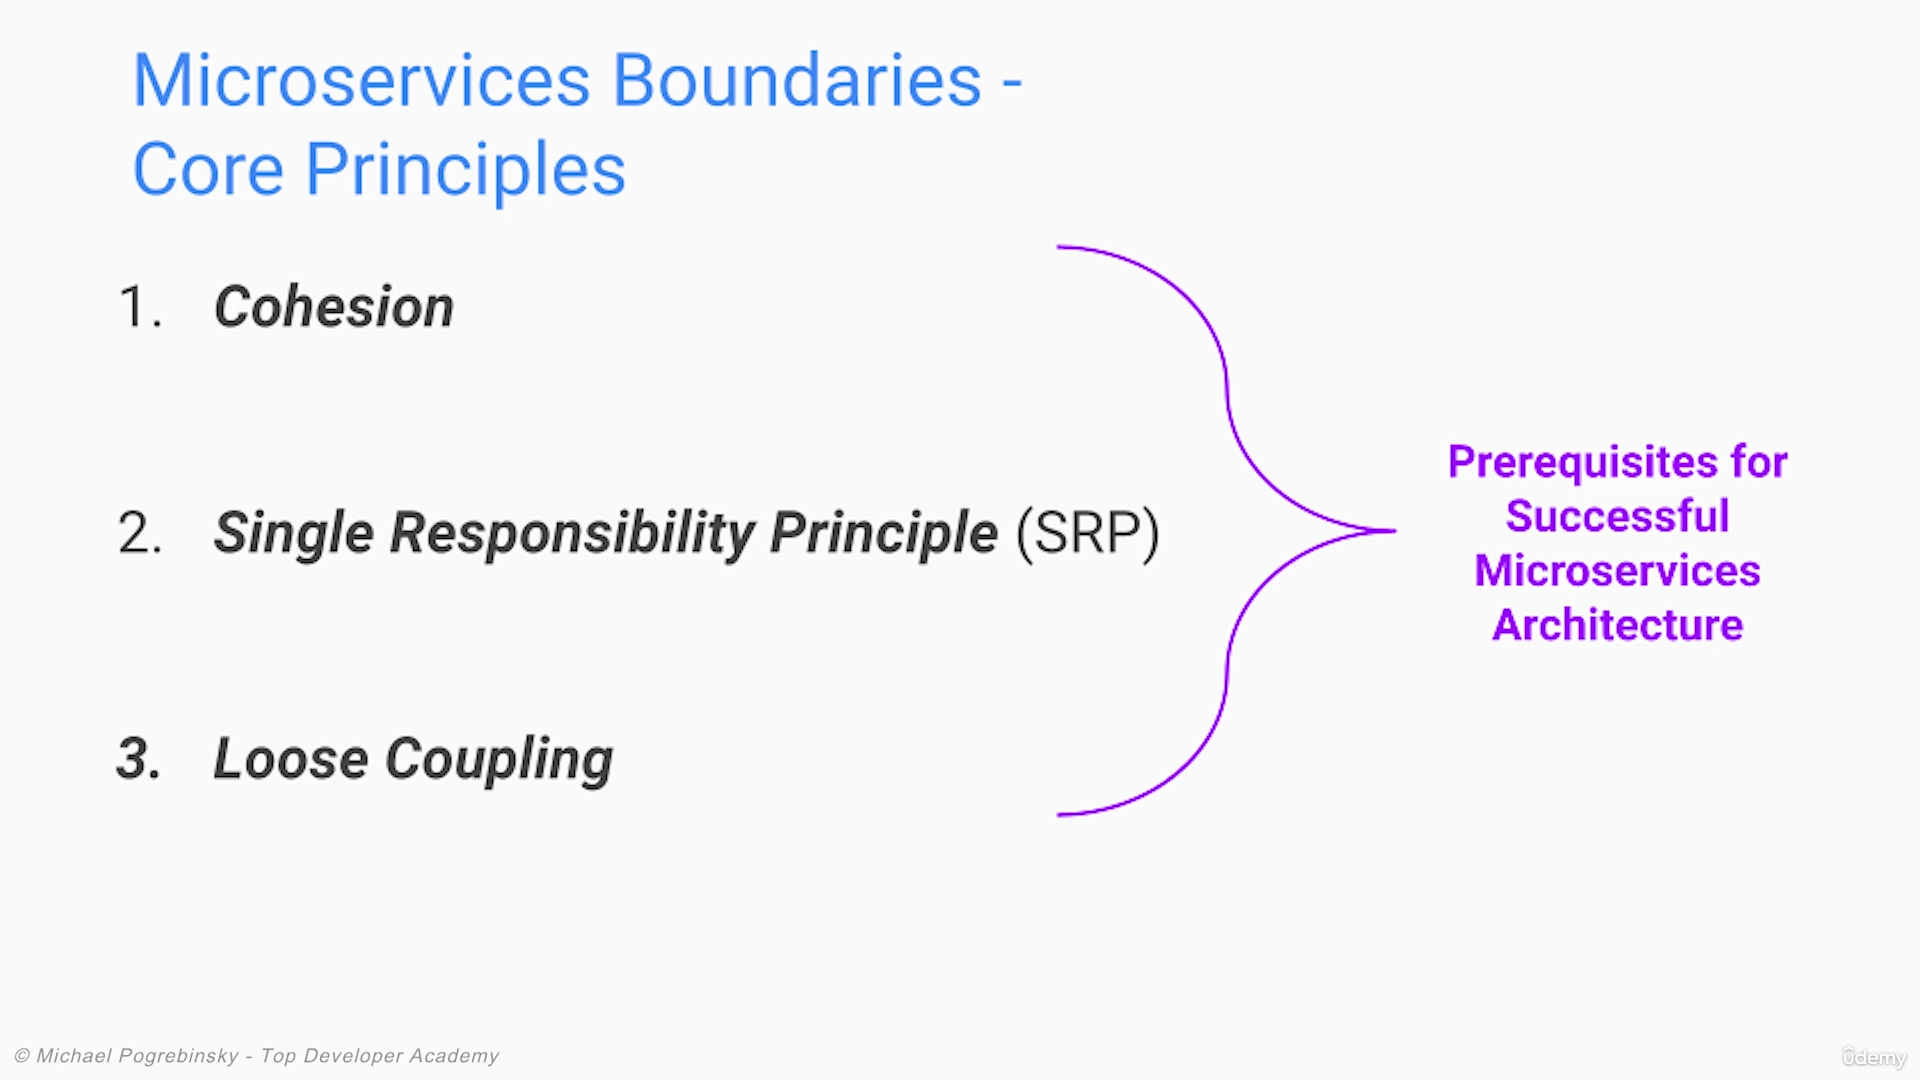 Microservices Boundaries -
Core Principles
1. Cohesion
2. Single Responsibility Principle (SRP)
3. Loose Coupling
Prerequisites for
Successful
Microservices
Architecture
© Michael Pogrebinsky - Top Developer Academy
ûdemy